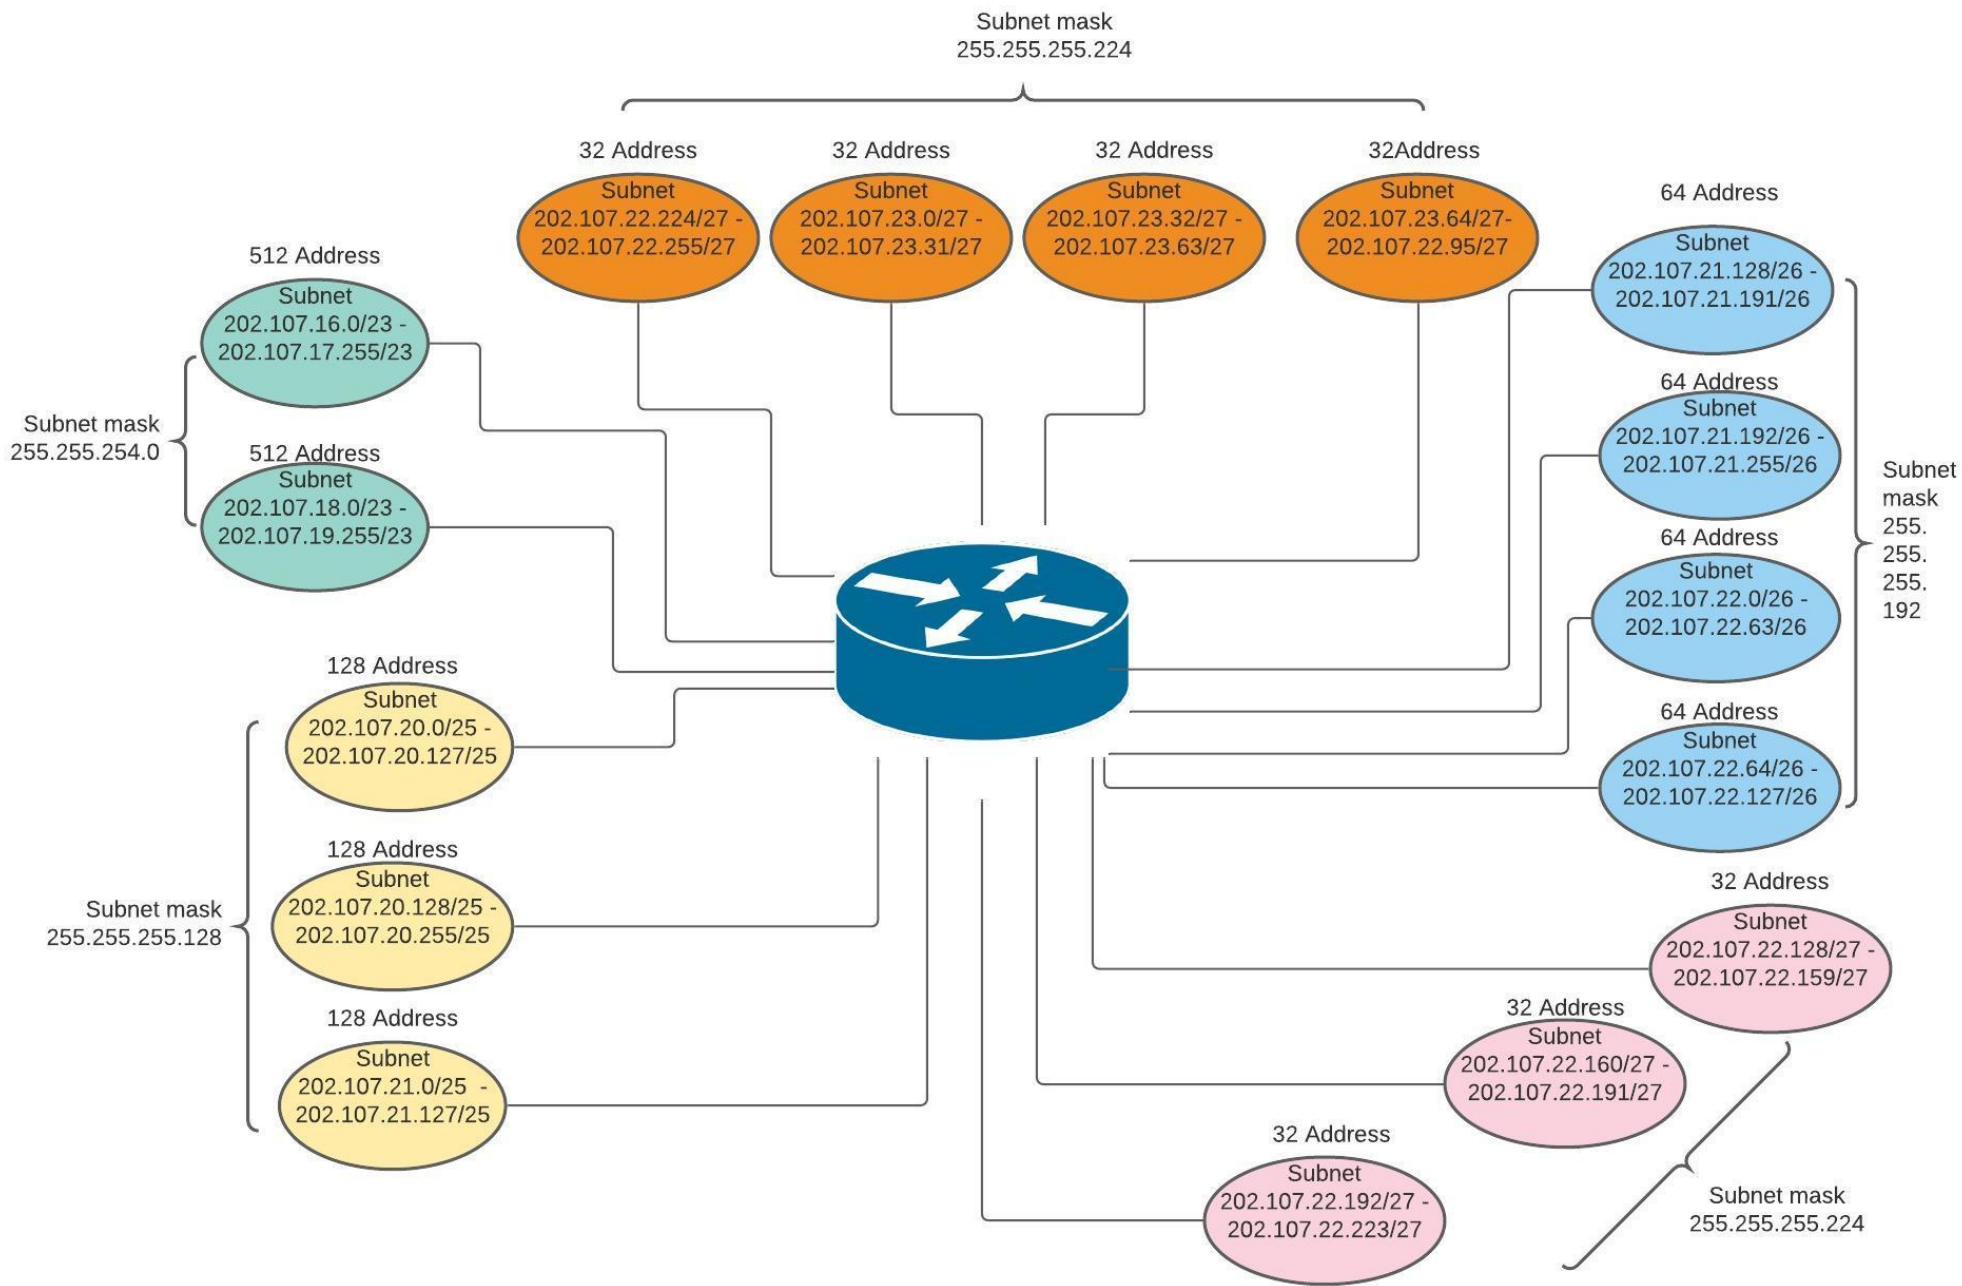 Subnet mask
255.255.255.224
32 Address
Subnet
202.107.22.224/27 -
202.107.22.255/27
32 Address
Subnet
202.107.23.0/27 -
202.107.23.31/27
32 Address
Subnet
202.107.23.32/27 -
202.107.23.63/27
32Address
Subnet
202.107.23.64/27-
202.107.22.95/27
512 Address
Subnet
202.107.16.0/23 -
202.107.17.255/23
Subnet mask
255.255.254.0
512 Address
Subnet
202.107.18.0/23 -
202.107.19.255/23
64 Address
Subnet
202.107.21.128/26 -
202.107.21.191/26
64 Address
Subnet
202.107.21.192/26 -
202.107.21.255/26
64 Address
Subnet
202.107.22.0/26 -
202.107.22.63/26
64 Address
Subnet
202.107.22.64/26 -
202.107.22.127/26
Subnet
mask
255.
255.
255.
192
128 Address
Subnet
202.107.20.0/25 -
202.107.20.127/25
128 Address
Subnet
202.107.20.128/25 -
202.107.20.255/25
Subnet mask
255.255.255.128
128 Address
Subnet
202.107.21.0/25 -
202.107.21.127/25
32 Address
Subnet
202.107.22.128/27 -
202.107.22.159/27
32 Address
Subnet
202.107.22.160/27 -
202.107.22.191/27
32 Address
Subnet
202.107.22.192/27 -
202.107.22.223/27
Subnet mask
255.255.255.224